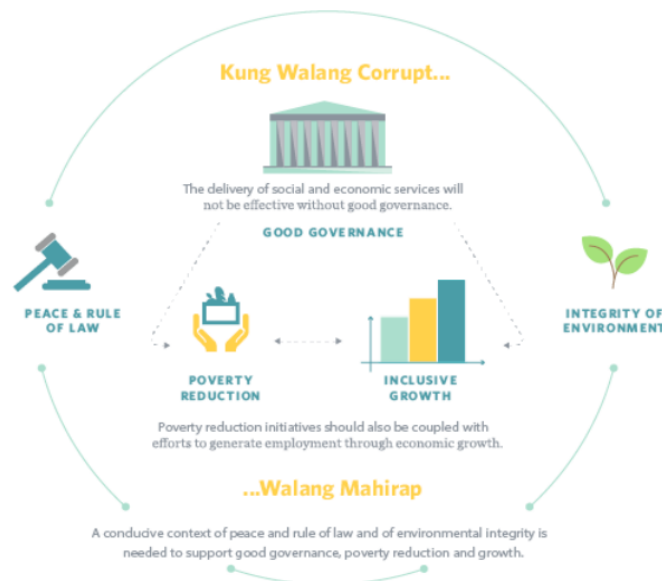 Kung Walang Corrupt...
The delivery of social and economic services will
not be effective without good governance.
GOOD GOVERNANCE
PEACE & RULE
OF LAW
INTEGRITY OF
ENVIRONMENT
POVERTY
REDUCTION
INCLUSIVE
GROWTH
Poverty reduction initiatives should also be coupled with
efforts to generate employment through economic growth.
...Walang Mahirap
A conducive context of peace and rule of law and of environmental integrity is
needed to support good governance, poverty reduction and growth.